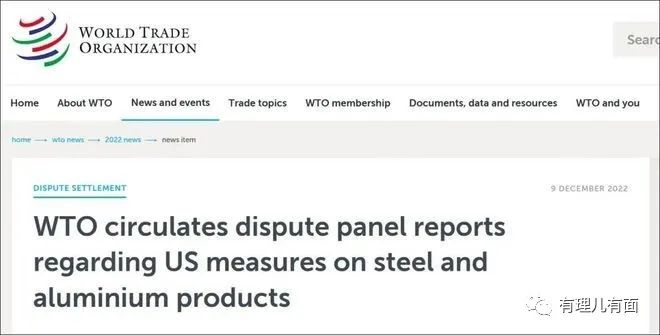 WORLD TRADE
ORGANIZATION
Searc
Home About WTO News and events Trade topics WTO membership Documents, data and resources WTO and you
home → wto news → 2022 news → news item
DISPUTE SETTLEMENT 9 DECEMBER 2022
WTO circulates dispute panel reports
regarding US measures on steel and
aluminium products
有理儿有面